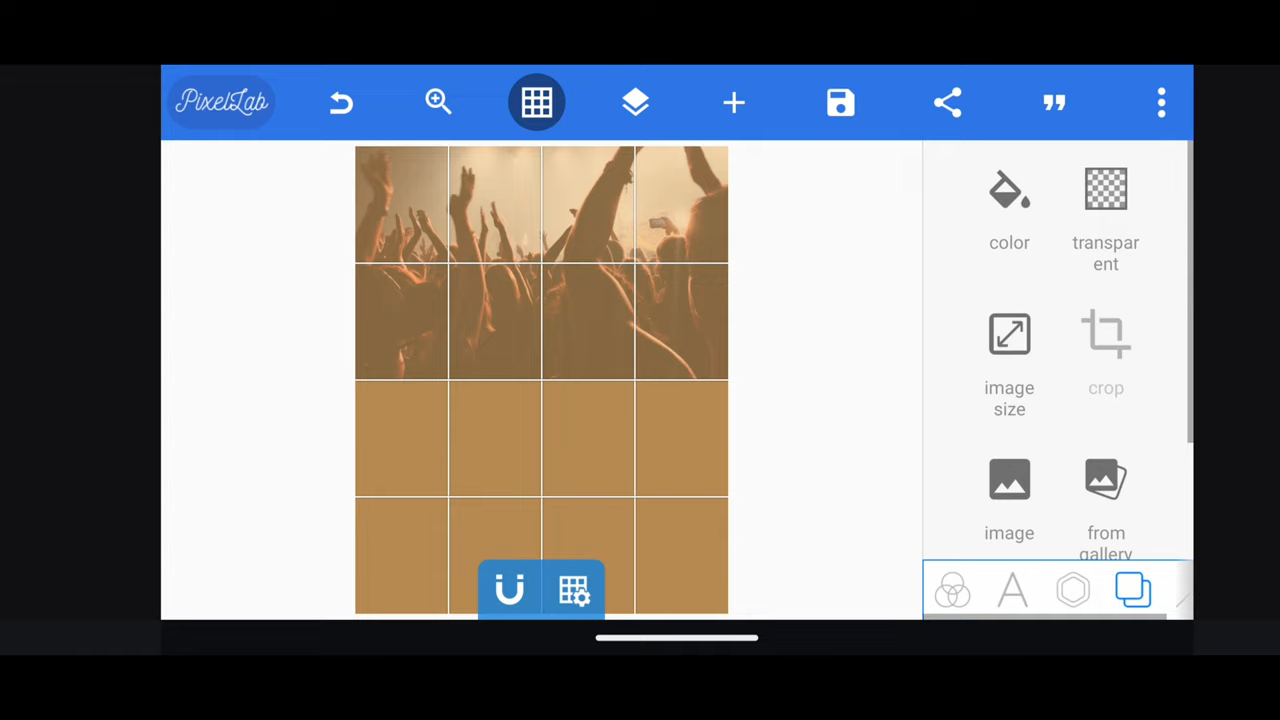 PixelLab
color
transpar
ent
image
size
crop
image
from
gallery